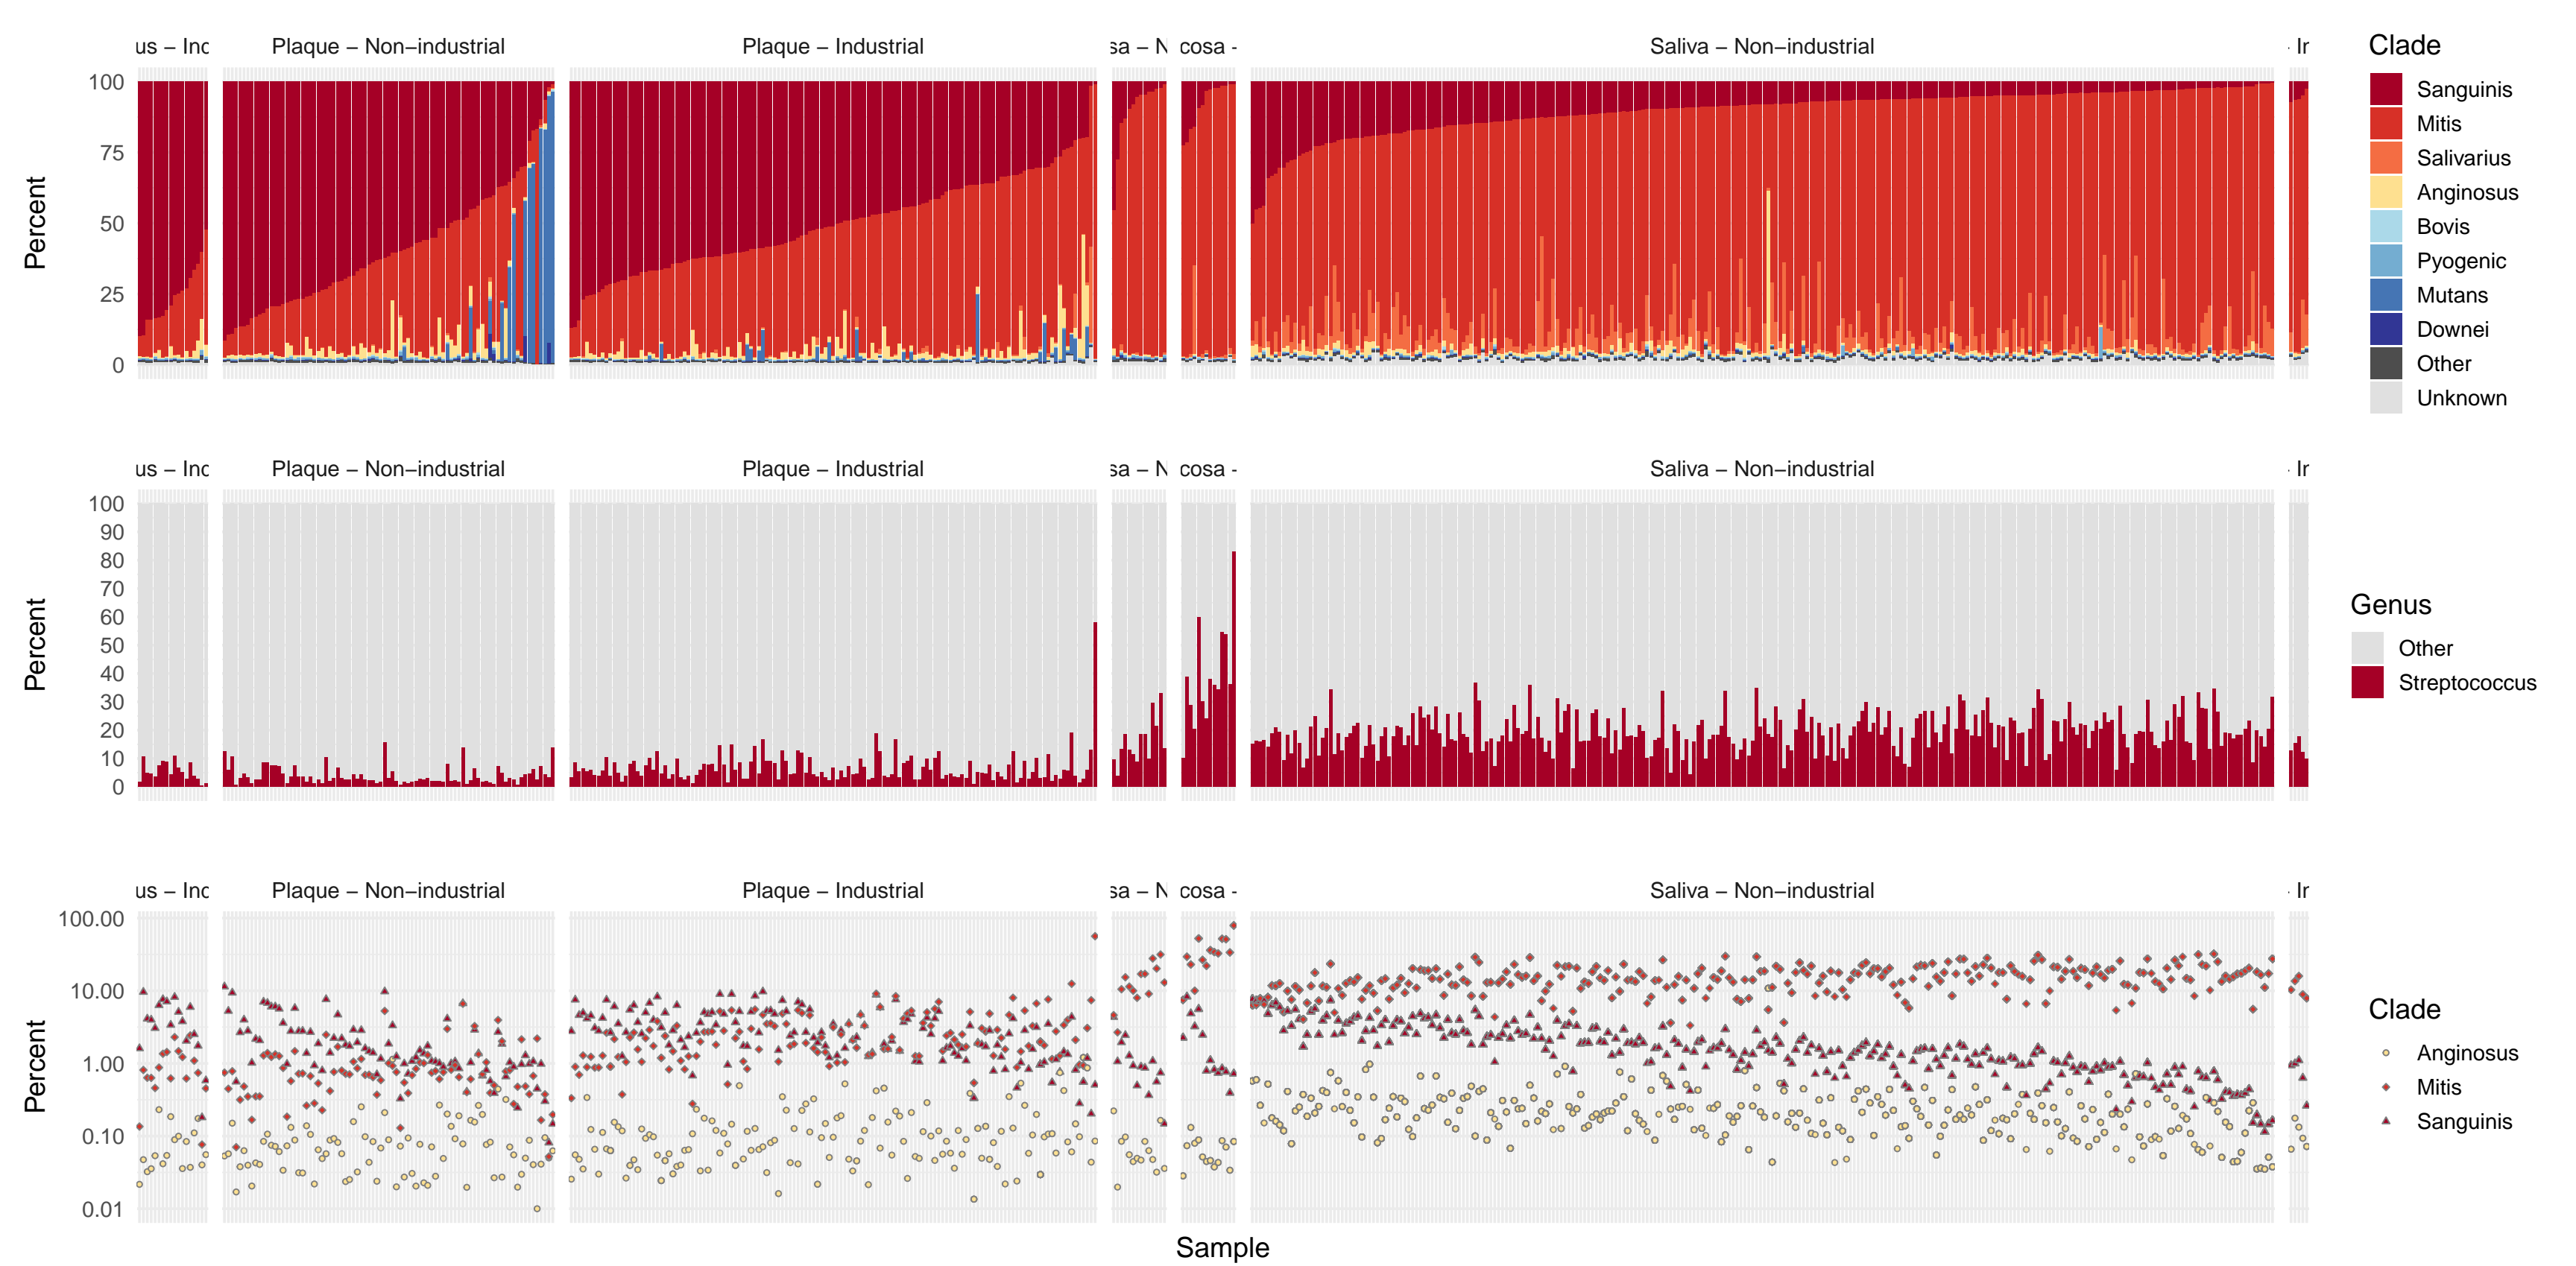 us – Inc Plaque – Non−industrial Plaque – Industrial sa – N cosa - Saliva – Non−industrial - Ir
Percent
100
75
50
25
0
Clade
Sanguinis
Mitis
Salivarius
Anginosus
Bovis
Pyogenic
Mutans
Downei
Other
Unknown
us – Inc Plaque – Non−industrial Plaque – Industrial sa – N cosa - Saliva – Non−industrial - Ir
Percent
100
90
80
70
60
50
40
30
20
10
0
Genus
Other
Streptococcus
us – Inc Plaque – Non−industrial Plaque – Industrial sa – N cosa - Saliva – Non−industrial - Ir
Percent
100.00
10.00
1.00
0.10
0.01
Clade
Anginosus
Mitis
Sanguinis
Sample